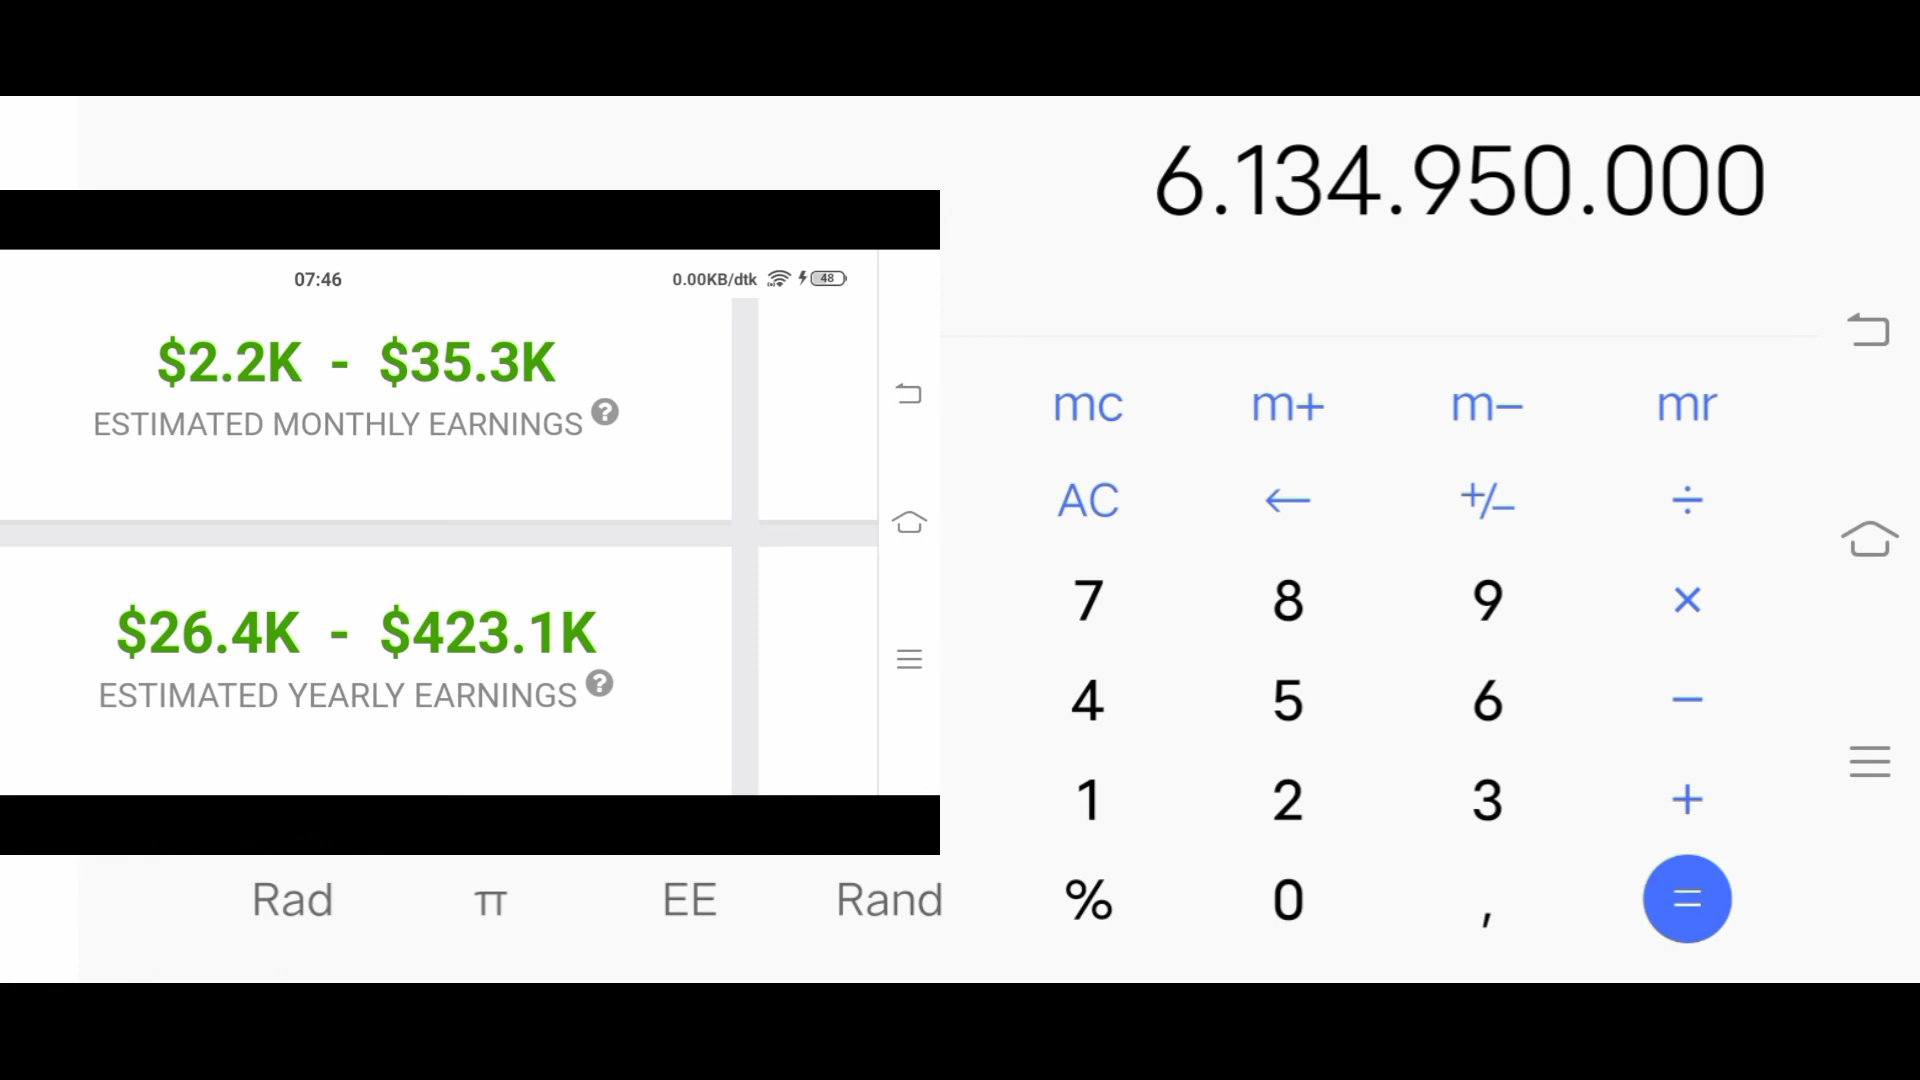 6.134.950.000
07:46
0.00KB/dtk 48
$2.2K - $35.3K
ESTIMATED MONTHLY EARNINGS ?
$26.4K - $423.1K
ESTIMATED YEARLY EARNINGS ?
mc m+ m– mr
AC ← +/– ÷
7 8 9 ×
4 5 6 −
1 2 3 +
Rad π EE Rand % 0 , =